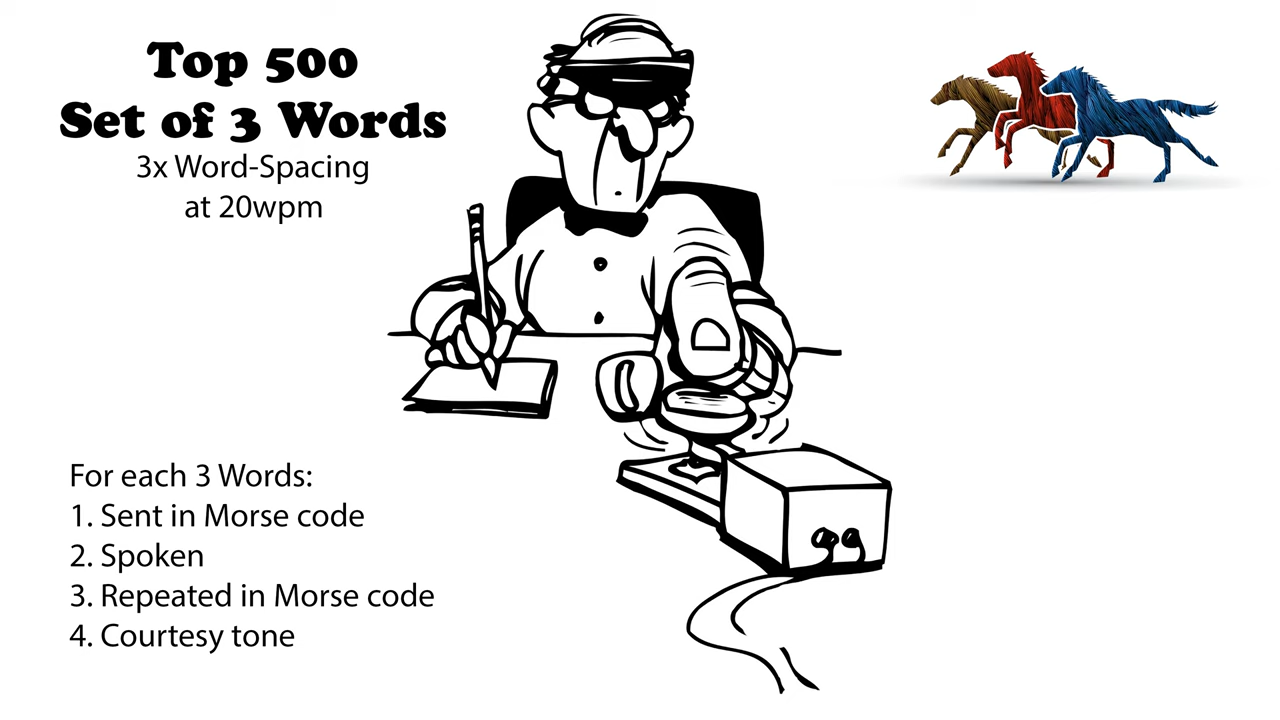 Top 500
Set of 3 Words
3x Word-Spacing
at 20wpm
For each 3 Words:
1. Sent in Morse code
2. Spoken
3. Repeated in Morse code
4. Courtesy tone